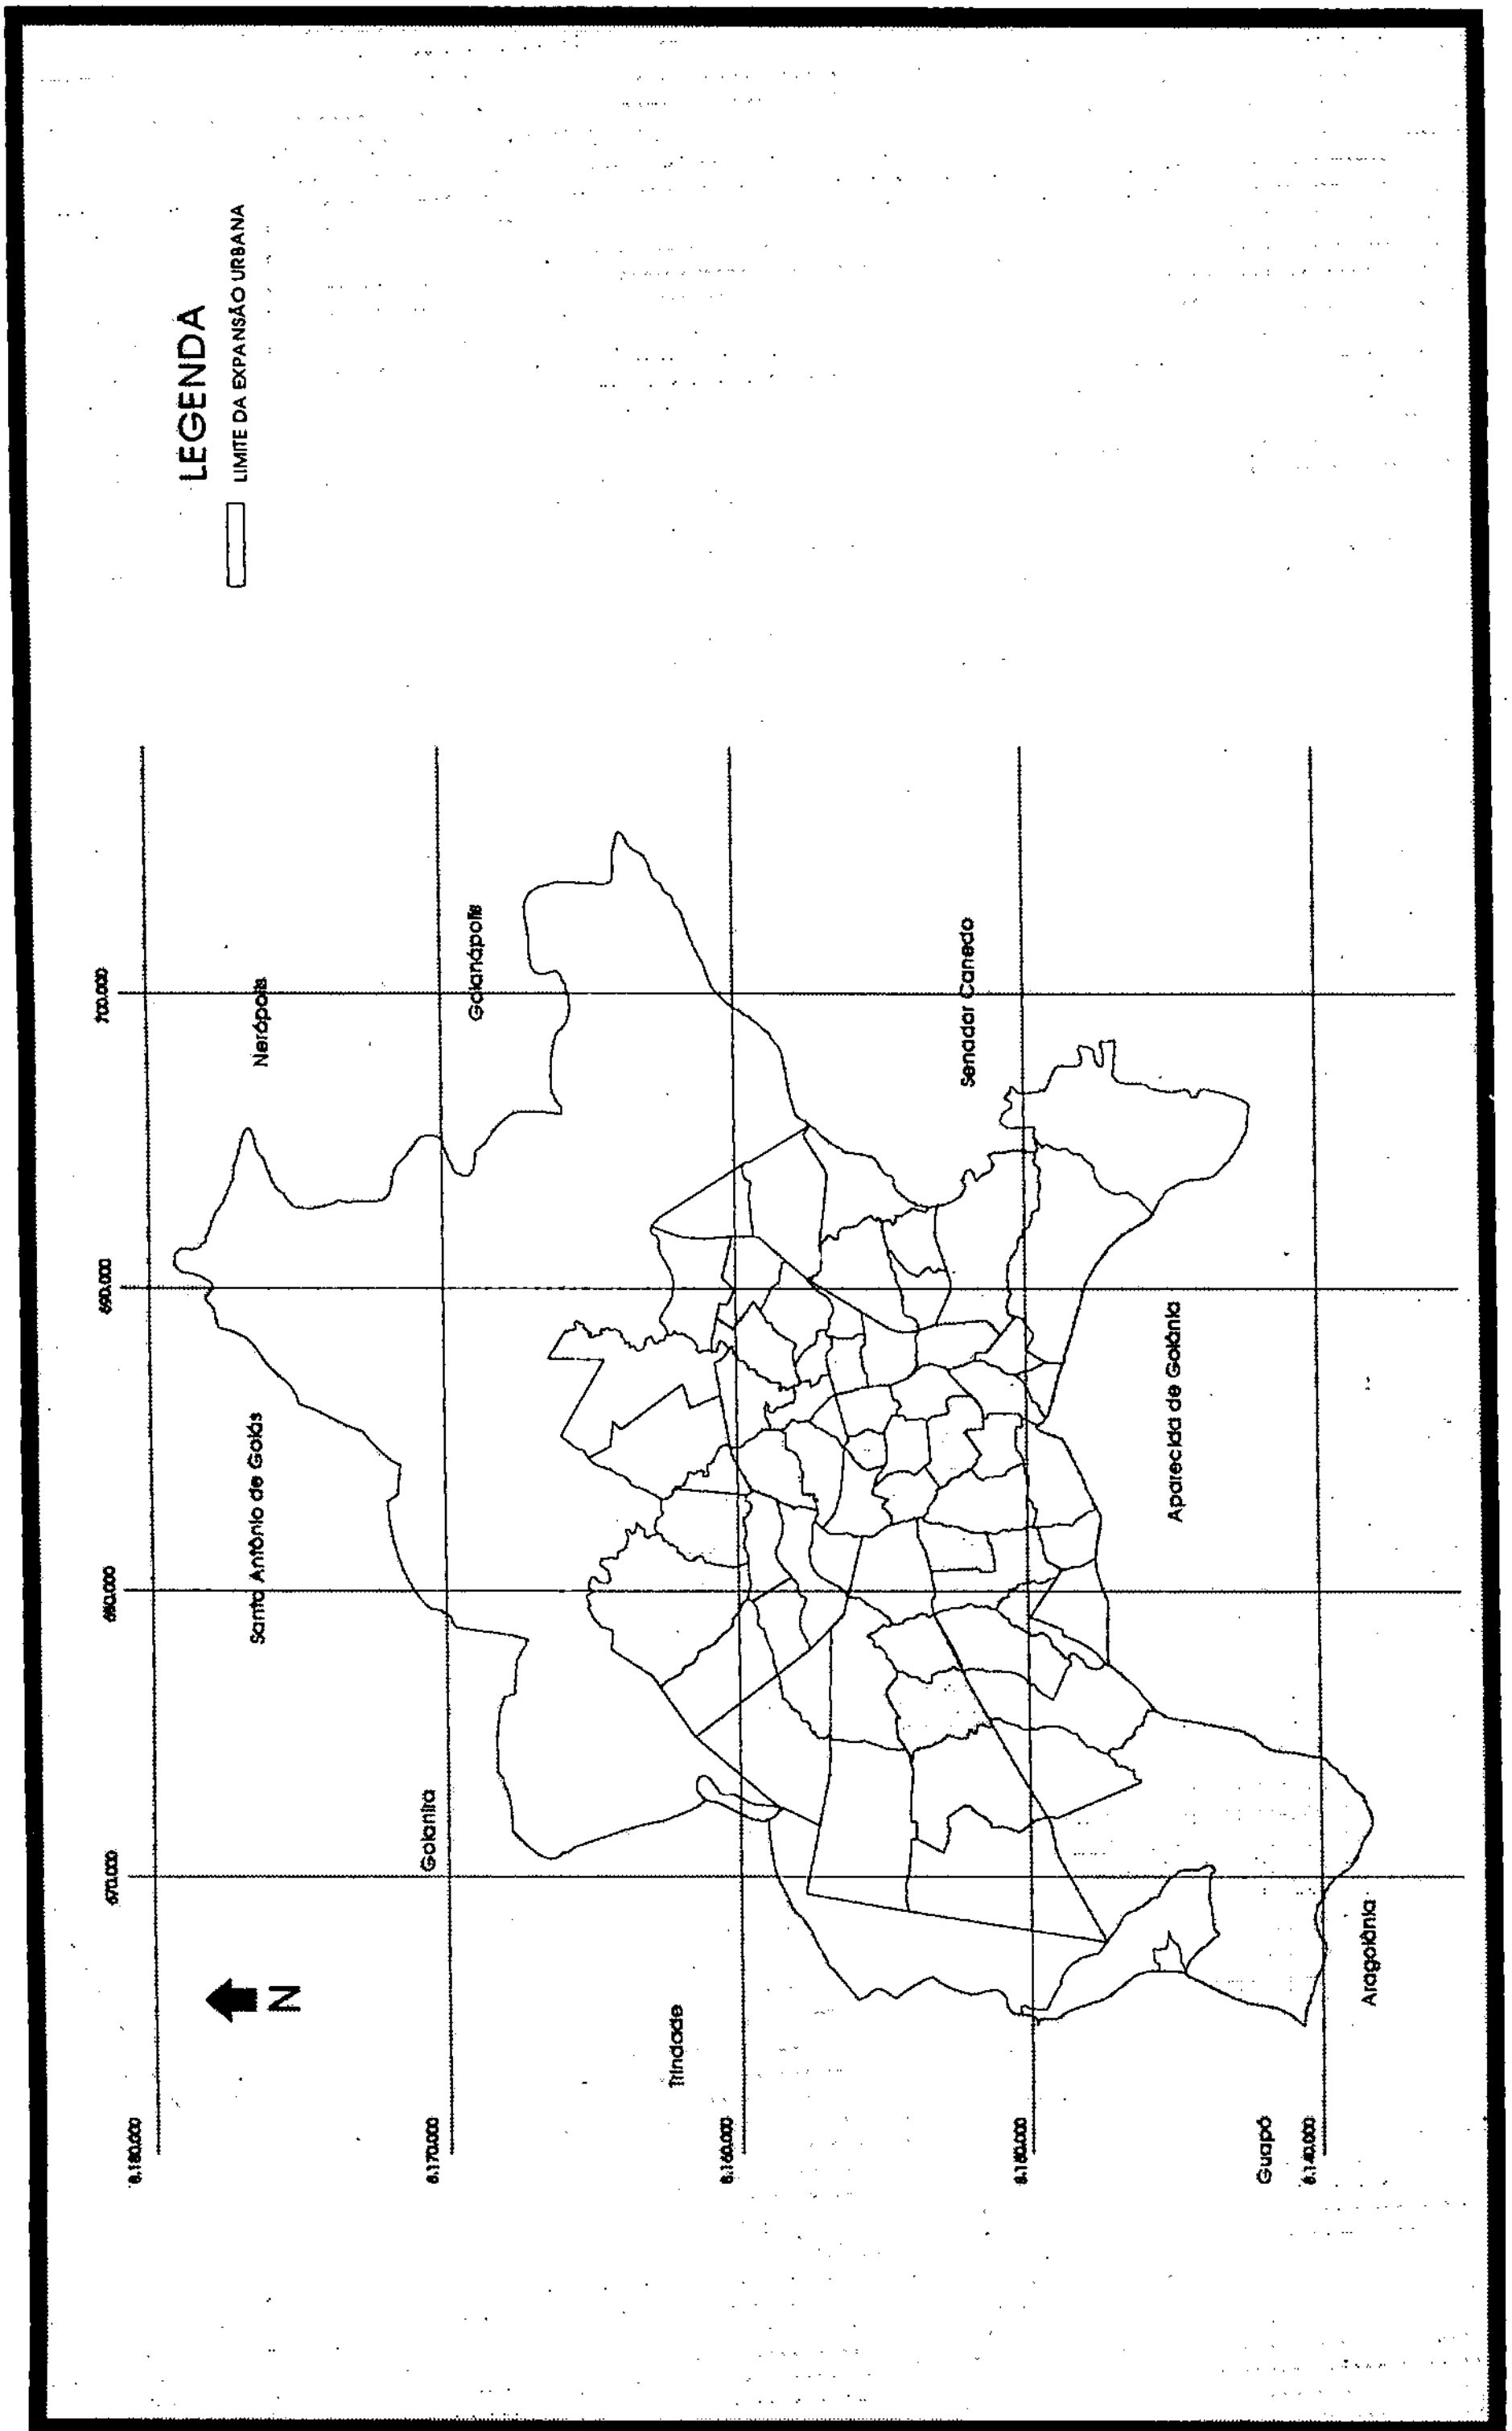 LEGENDA
LIMITE DA EXPANSÃO URBANA
N
670.000
680.000
690.000
700.000
8.180.000
8.170.000
8.160.000
8.150.000
8.140.000
Nerópolis
Santo Antônio de Goiás
Goianápolis
Goianira
Trindade
Senador Canedo
Aparecida de Goiânia
Guapó
Aragoiânia